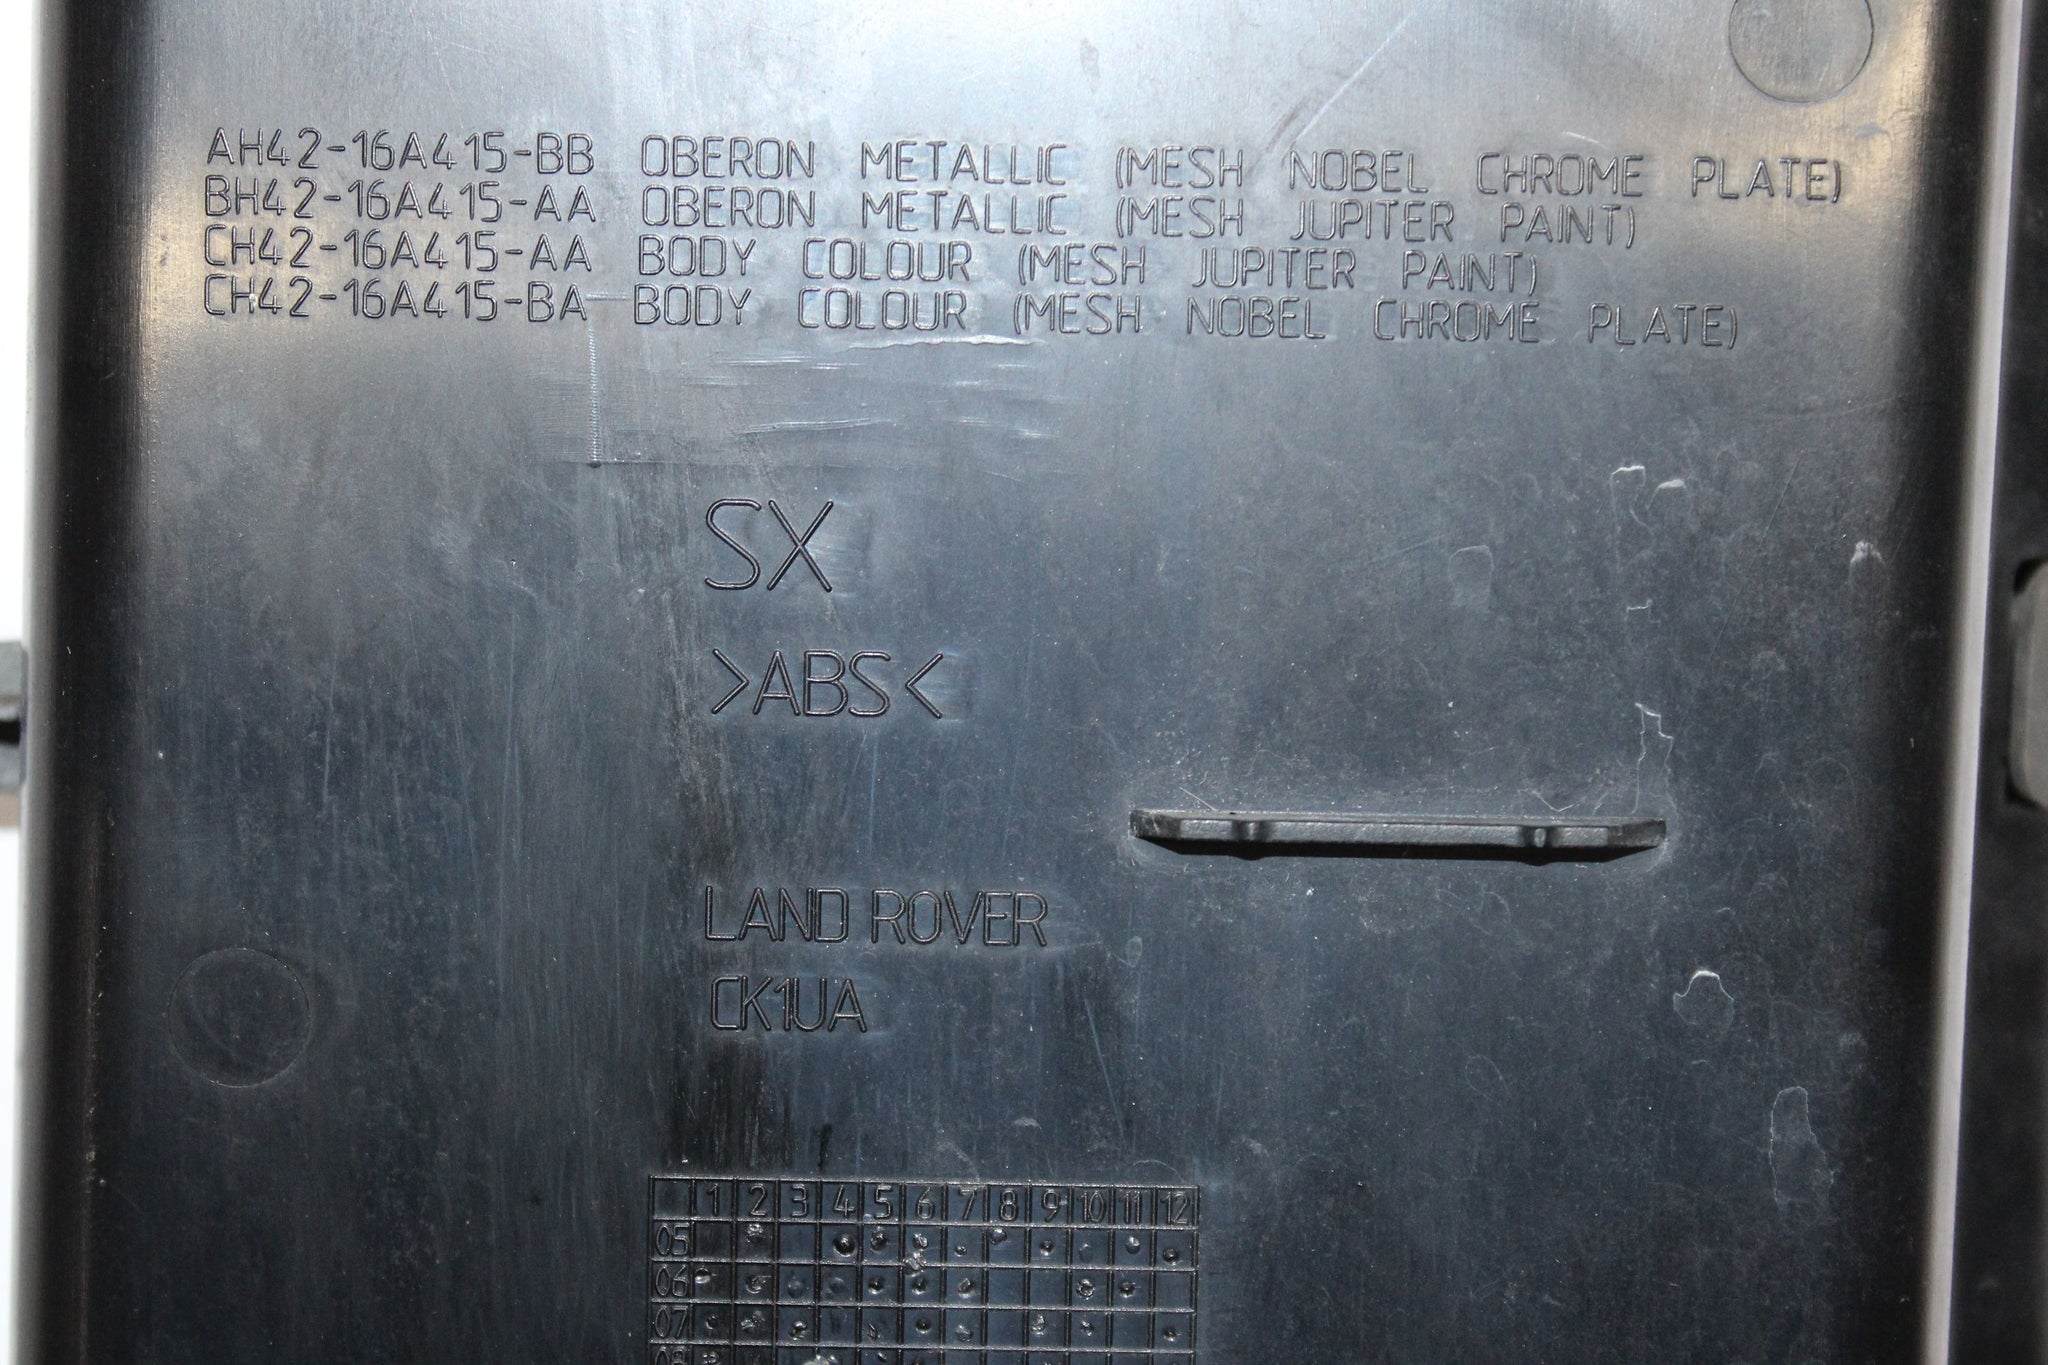 AH42-16A415-BB OBERON METALLIC (MESH NOBEL CHROME PLATE)
BH42-16A415-AA OBERON METALLIC (MESH JUPITER PAINT)
CH42-16A415-AA BODY COLOUR (MESH JUPITER PAINT)
CH42-16A415-BA BODY COLOUR (MESH NOBEL CHROME PLATE)
SX
>ABS<
LAND ROVER
CK1UA
1 2 3 4 5 6 7 8 9 10 11 12
05
06
07
08